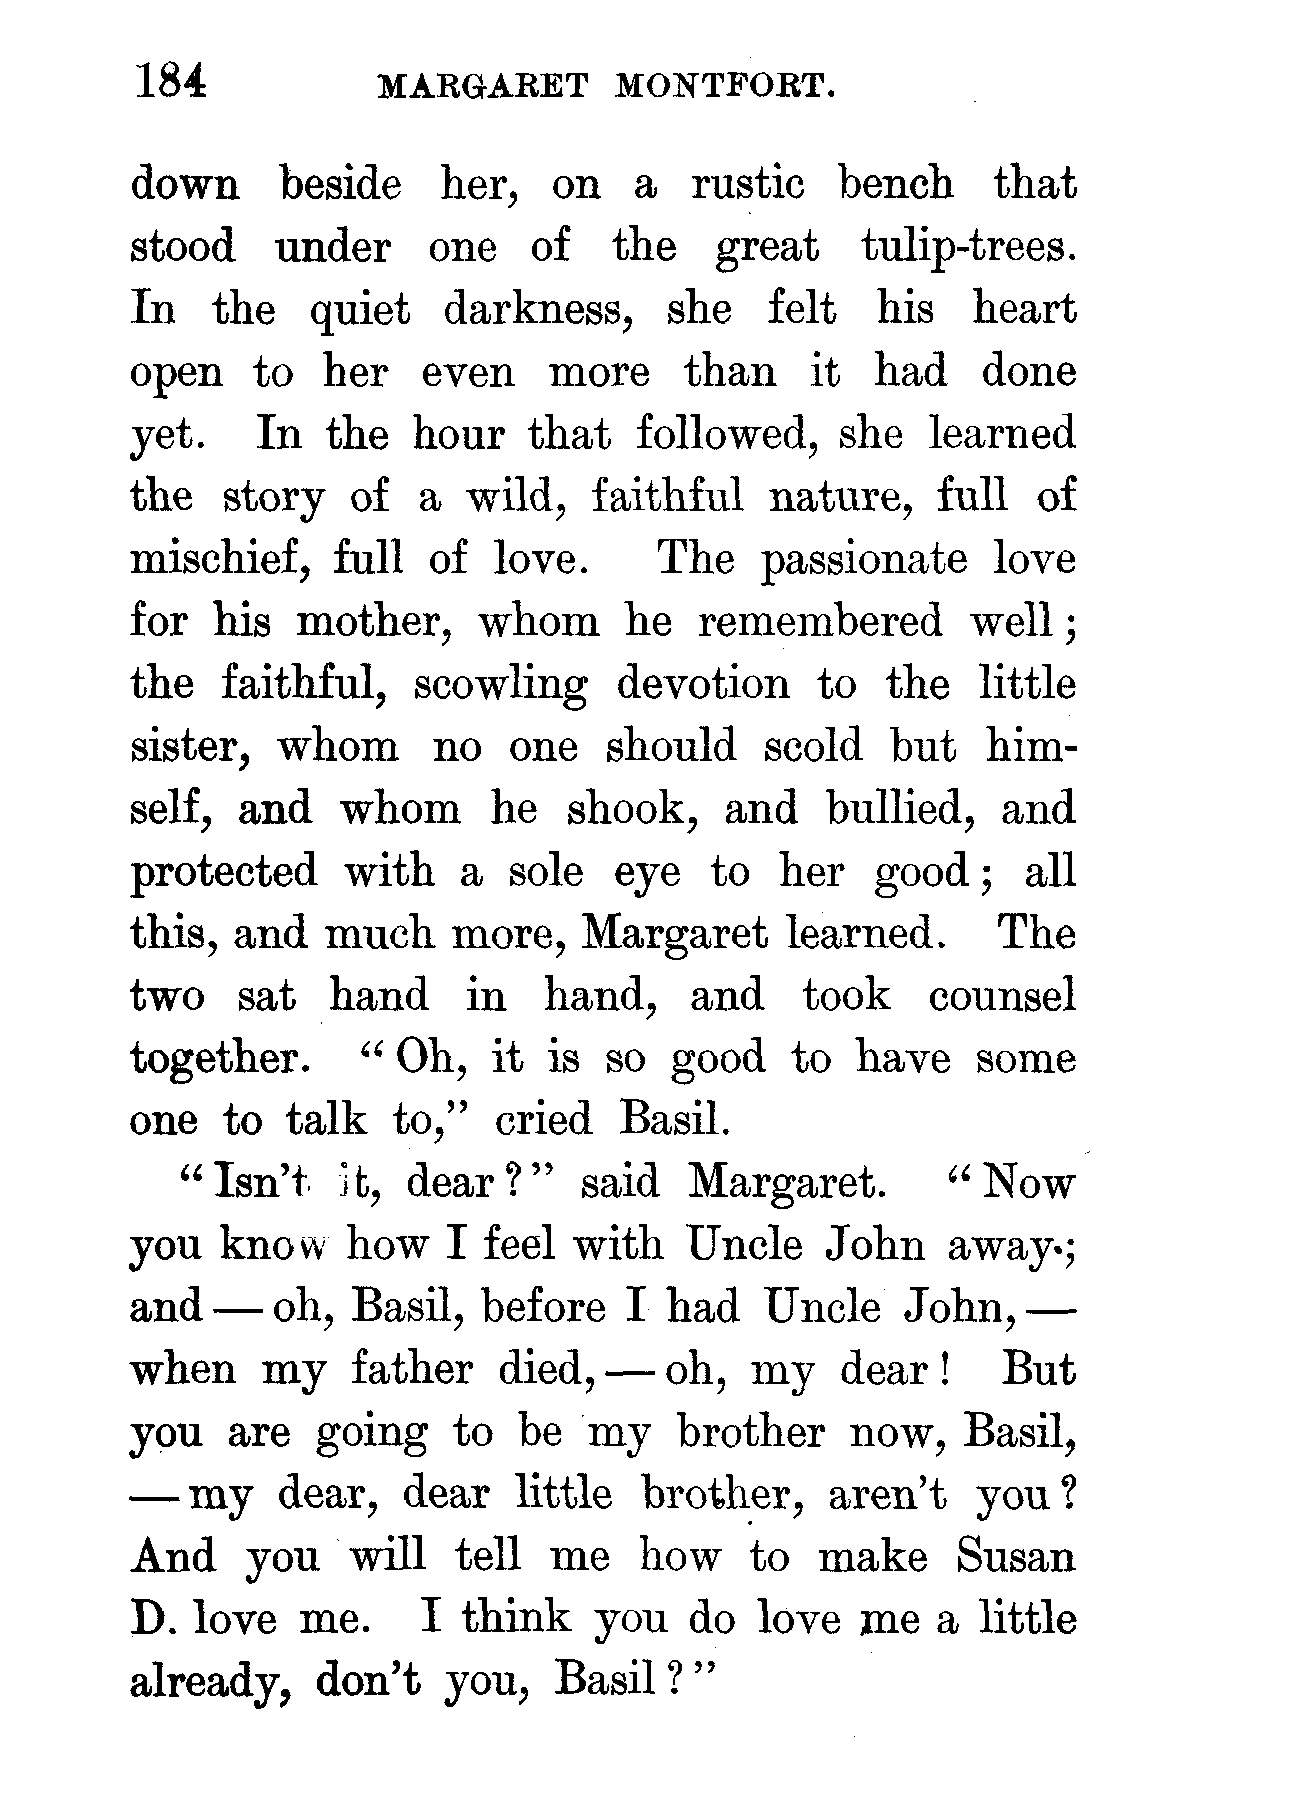 184 MARGARET MONTFORT.
down beside her, on a rustic bench that
stood under one of the great tulip-trees.
In the quiet darkness, she felt his heart
open to her even more than it had done
yet. In the hour that followed, she learned
the story of a wild, faithful nature, full of
mischief, full of love. The passionate love
for his mother, whom he remembered well;
the faithful, scowling devotion to the little
sister, whom no one should scold but him-
self, and whom he shook, and bullied, and
protected with a sole eye to her good; all
this, and much more, Margaret learned. The
two sat hand in hand, and took counsel
together. "Oh, it is so good to have some
one to talk to," cried Basil.
"Isn't it, dear?" said Margaret. "Now
you know how I feel with Uncle John away;
and — oh, Basil, before I had Uncle John, —
when my father died, — oh, my dear! But
you are going to be my brother now, Basil,
— my dear, dear little brother, aren't you?
And you will tell me how to make Susan
D. love me. I think you do love me a little
already, don't you, Basil?"